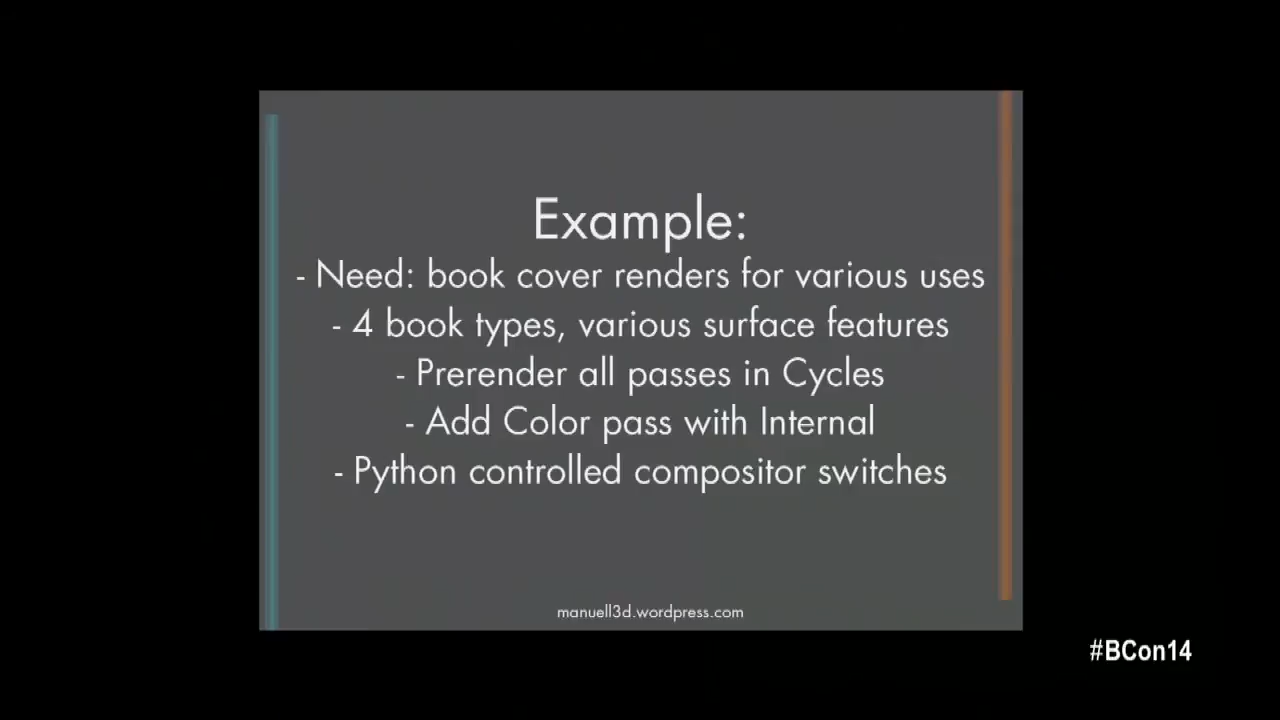 Example:
- Need: book cover renders for various uses
- 4 book types, various surface features
- Prerender all passes in Cycles
- Add Color pass with Internal
- Python controlled compositor switches
manuell3d.wordpress.com
#BCon14